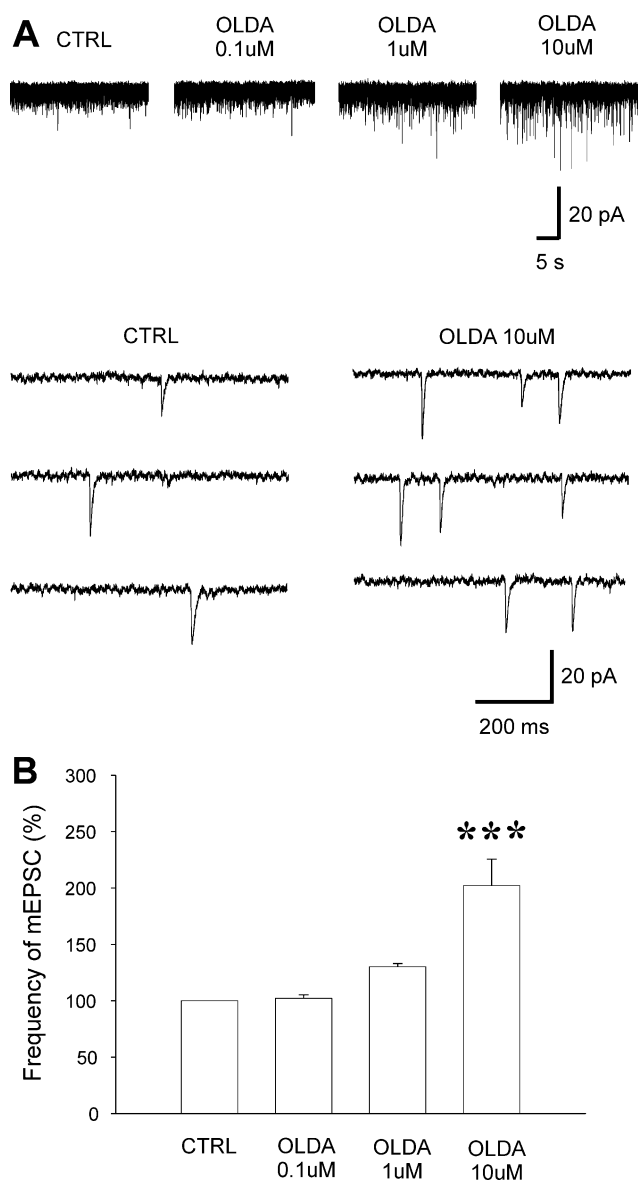 A
CTRL
OLDA
0.1uM
OLDA
1uM
OLDA
10uM
20 pA
5 s
CTRL
OLDA 10uM
20 pA
200 ms
B
Frequency of mEPSC (%)
300
250
200
150
100
50
0
***
CTRL
OLDA
0.1uM
OLDA
1uM
OLDA
10uM